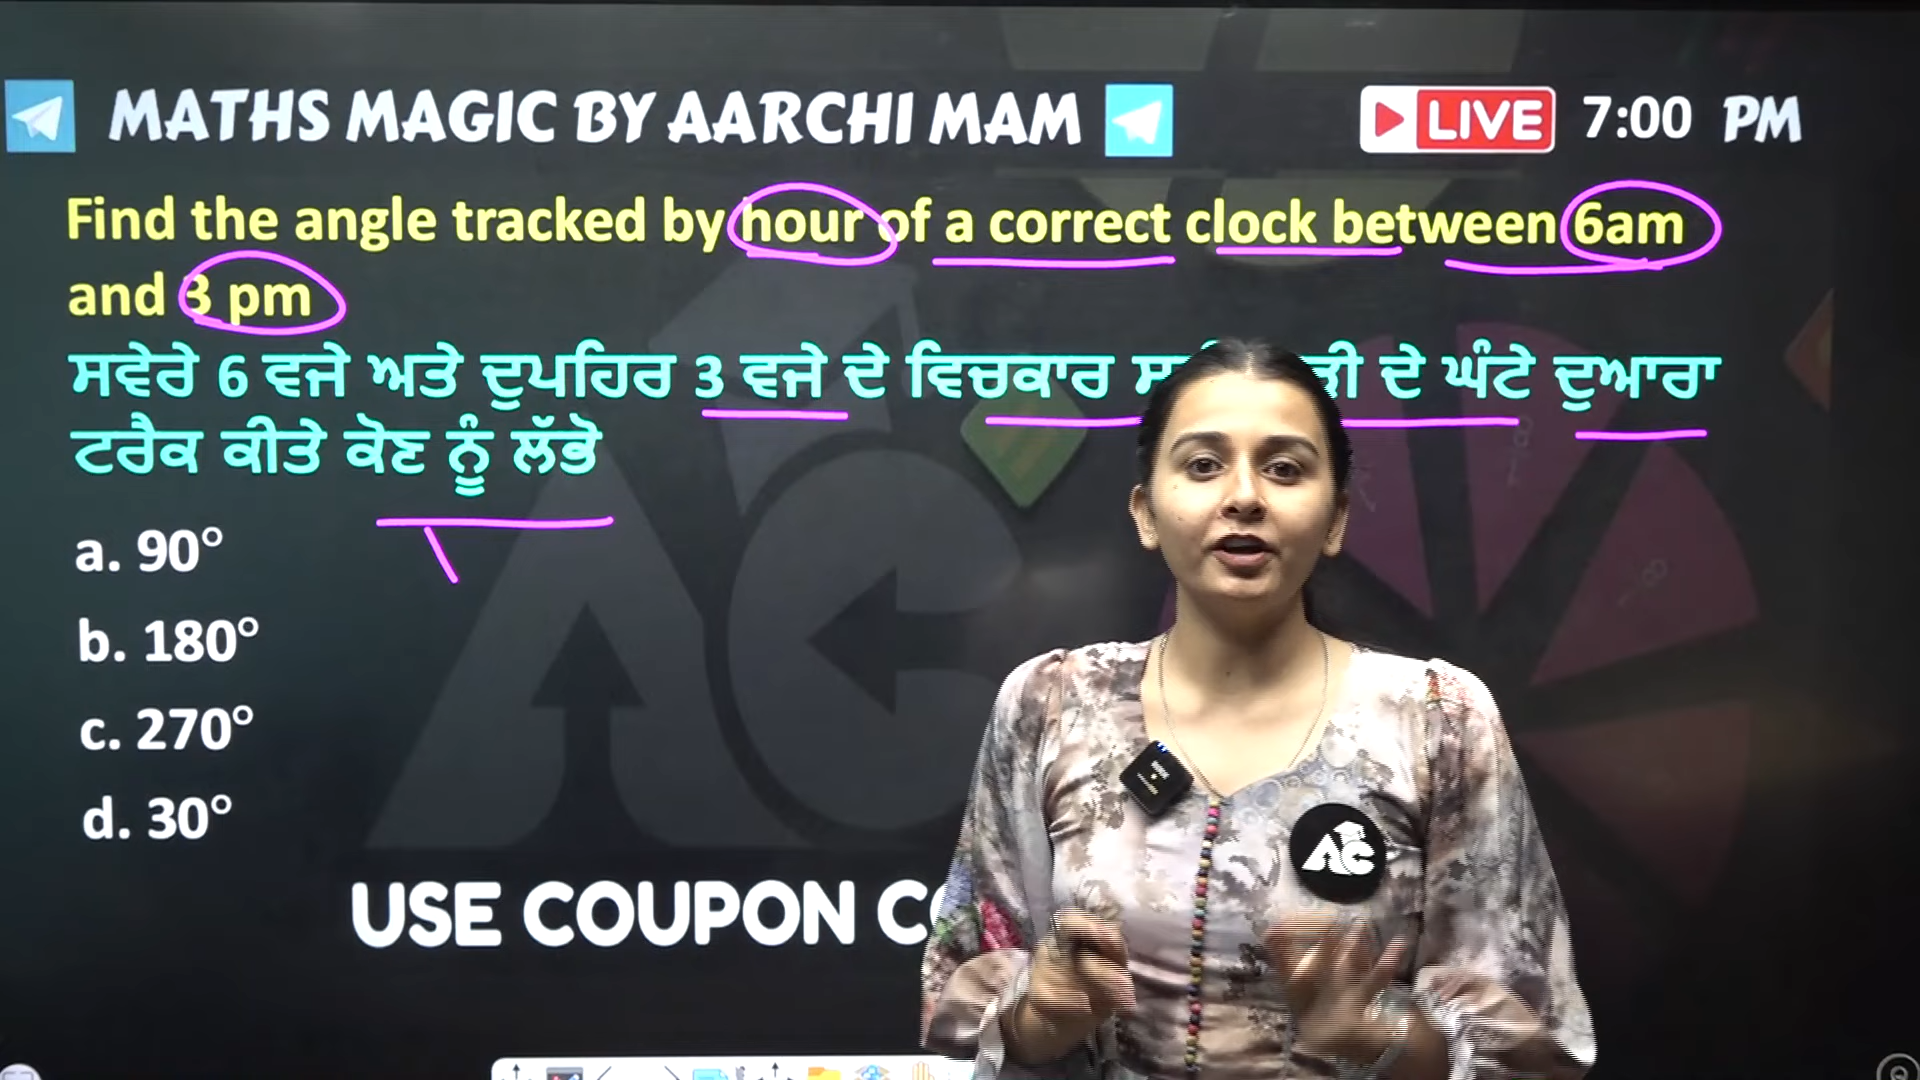 MATHS MAGIC BY AARCHI MAM
LIVE 7:00 PM
Find the angle tracked by hour of a correct clock between 6am
and 3 pm
ਸਵੇਰੇ 6 ਵਜੇ ਅਤੇ ਦੁਪਹਿਰ 3 ਵਜੇ ਦੇ ਵਿਚਕਾਰ ਦੇ ਘੰਟੇ ਦੁਆਰਾ
ਟਰੈਕ ਕੀਤੇ ਕੋਣ ਨੂੰ ਲੱਭੋ
a. 90°
b. 180°
c. 270°
d. 30°
USE COUPON
AC